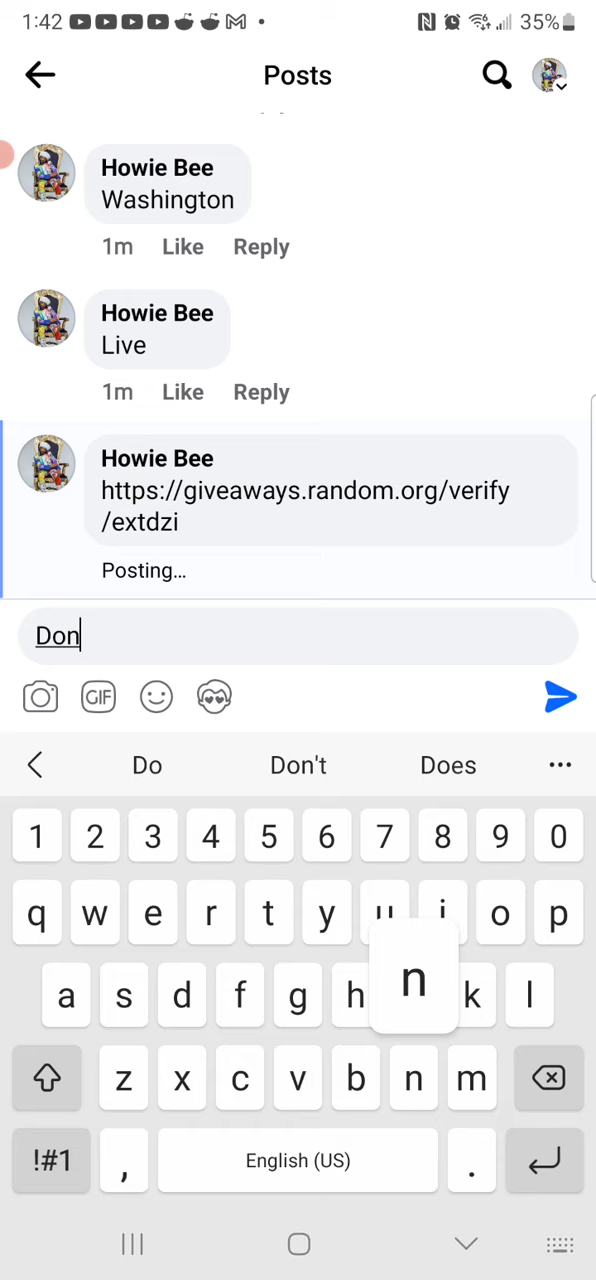 1:42 35%
Posts
Howie Bee
Washington
1m Like Reply
Howie Bee
Live
1m Like Reply
Howie Bee
https://giveaways.random.org/verify
/extdzi
Posting...
Don
GIF
Do Don't Does ...
1 2 3 4 5 6 7 8 9 0
q w e r t y u i o p
a s d f g h n k l
z x c v b n m
!#1 , English (US) .